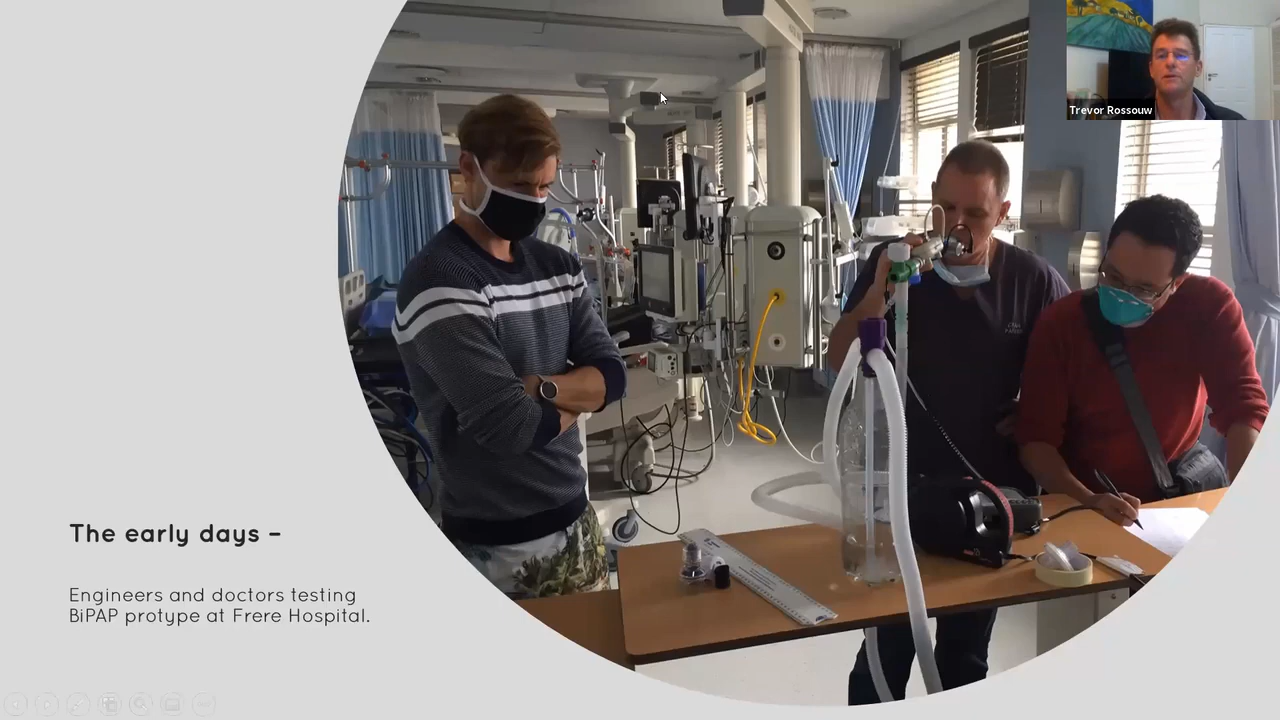 Trevor Rossouw
The early days –
Engineers and doctors testing
BiPAP protype at Frere Hospital.